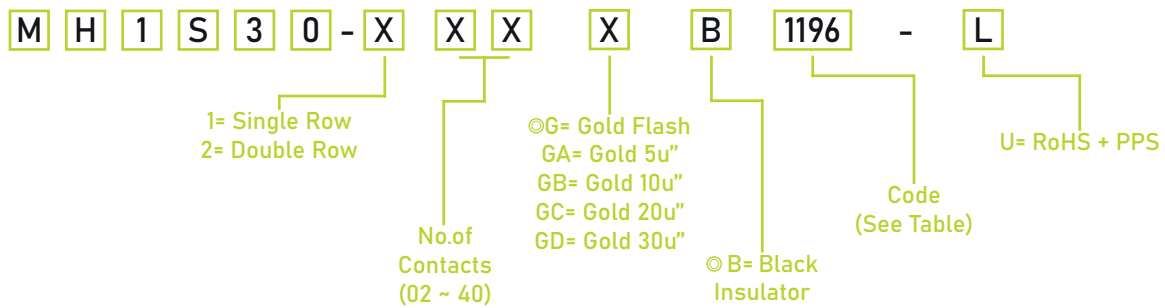 M H 1 S 3 0 - X X X X B 1196 - L
1= Single Row
2= Double Row
No.of
Contacts
(02 ~ 40)
◎G= Gold Flash
GA= Gold 5u”
GB= Gold 10u”
GC= Gold 20u”
GD= Gold 30u”
◎ B= Black
Insulator
Code
(See Table)
U= RoHS + PPS